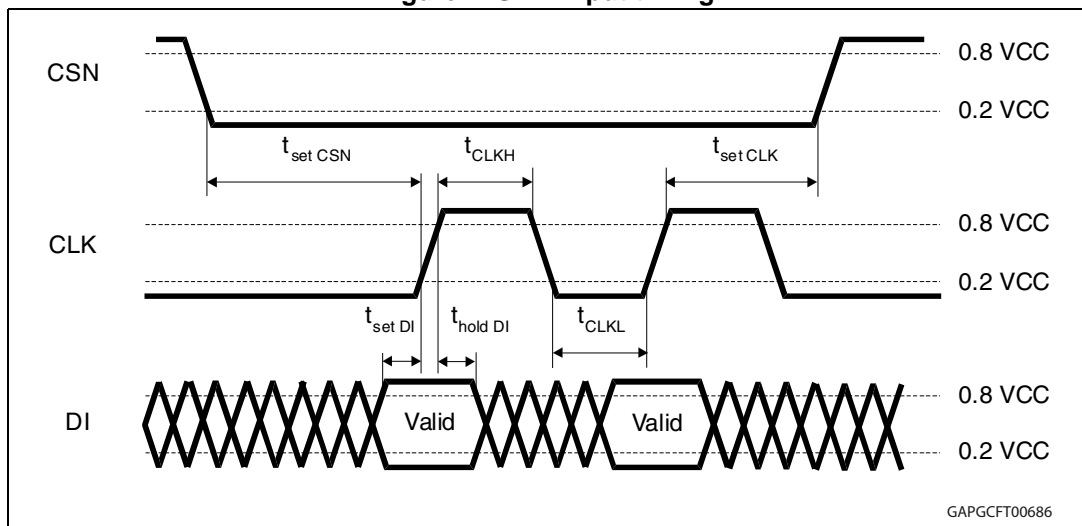 CSN
0.8 VCC
0.2 VCC
t set CSN
t CLKH
t set CLK
CLK
0.8 VCC
0.2 VCC
t set DI
t hold DI
t CLKL
DI
Valid
Valid
0.8 VCC
0.2 VCC
GAPGCFT00686